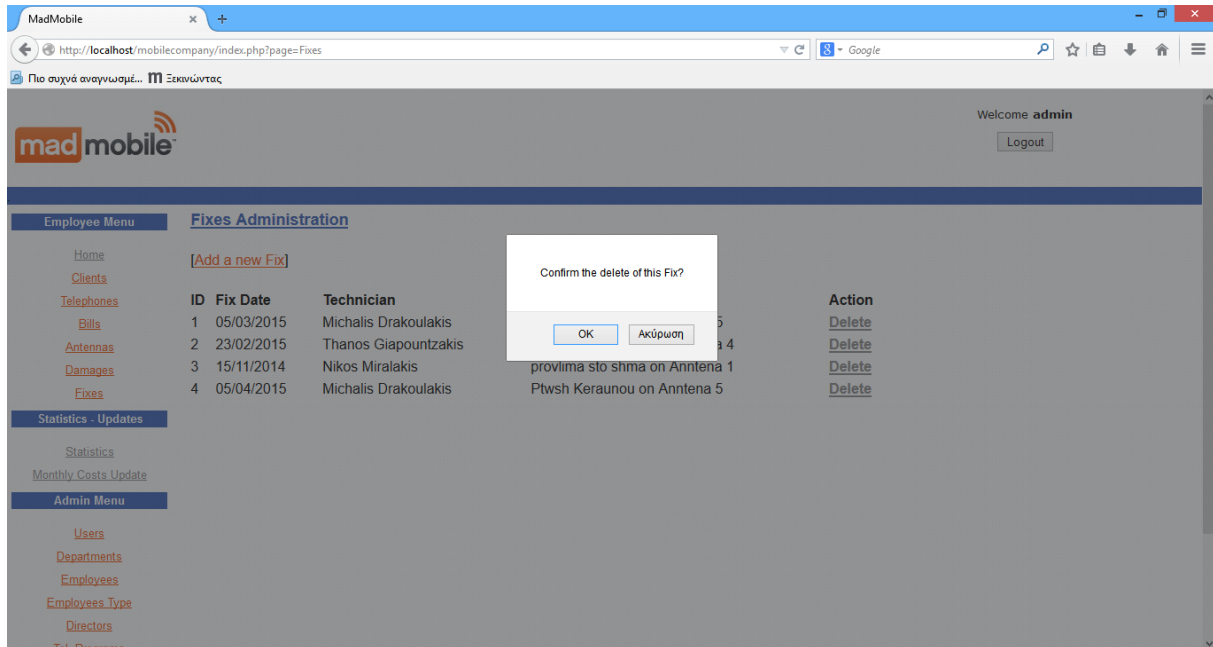 MadMobile
http://localhost/mobilecompany/index.php?page=Fixes
Google
Πιο συχνά αναγνωσμέ... Ξεκινώντας
mad mobile
Welcome admin
Logout
Employee Menu
Home
Clients
Telephones
Bills
Antennas
Damages
Fixes
Statistics - Updates
Statistics
Monthly Costs Update
Admin Menu
Users
Departments
Employees
Employees Type
Directors
Fixes Administration
[Add a new Fix]
ID Fix Date Technician Action
1 05/03/2015 Michalis Drakoulakis 5 Delete
2 23/02/2015 Thanos Giapountzakis a 4 Delete
3 15/11/2014 Nikos Miralakis provlima sto shma on Anntena 1 Delete
4 05/04/2015 Michalis Drakoulakis Ptwsh Keraunou on Anntena 5 Delete
Confirm the delete of this Fix?
OK Ακύρωση